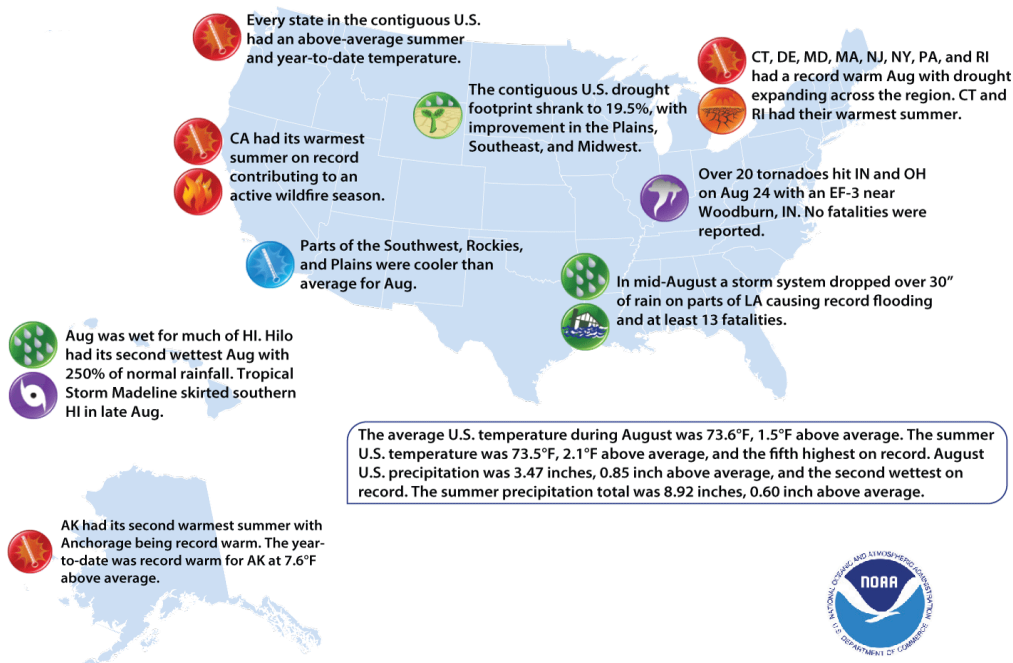 Every state in the contiguous U.S.
had an above-average summer
and year-to-date temperature.
CT, DE, MD, MA, NJ, NY, PA, and RI
had a record warm Aug with drought
expanding across the region. CT and
RI had their warmest summer.
The contiguous U.S. drought
footprint shrank to 19.5%, with
improvement in the Plains,
Southeast, and Midwest.
CA had its warmest
summer on record
contributing to an
active wildfire season.
Over 20 tornadoes hit IN and OH
on Aug 24 with an EF-3 near
Woodburn, IN. No fatalities were
reported.
Parts of the Southwest, Rockies,
and Plains were cooler than
average for Aug.
In mid-August a storm system dropped over 30”
of rain on parts of LA causing record flooding
and at least 13 fatalities.
Aug was wet for much of HI. Hilo
had its second wettest Aug with
250% of normal rainfall. Tropical
Storm Madeline skirted southern
HI in late Aug.
The average U.S. temperature during August was 73.6°F, 1.5°F above average. The summer
U.S. temperature was 73.5°F, 2.1°F above average, and the fifth highest on record. August
U.S. precipitation was 3.47 inches, 0.85 inch above average, and the second wettest on
record. The summer precipitation total was 8.92 inches, 0.60 inch above average.
AK had its second warmest summer with
Anchorage being record warm. The year-
to-date was record warm for AK at 7.6°F
above average.
NATIONAL OCEANIC AND ATMOSPHERIC ADMINISTRATION
NOAA
U.S. DEPARTMENT OF COMMERCE